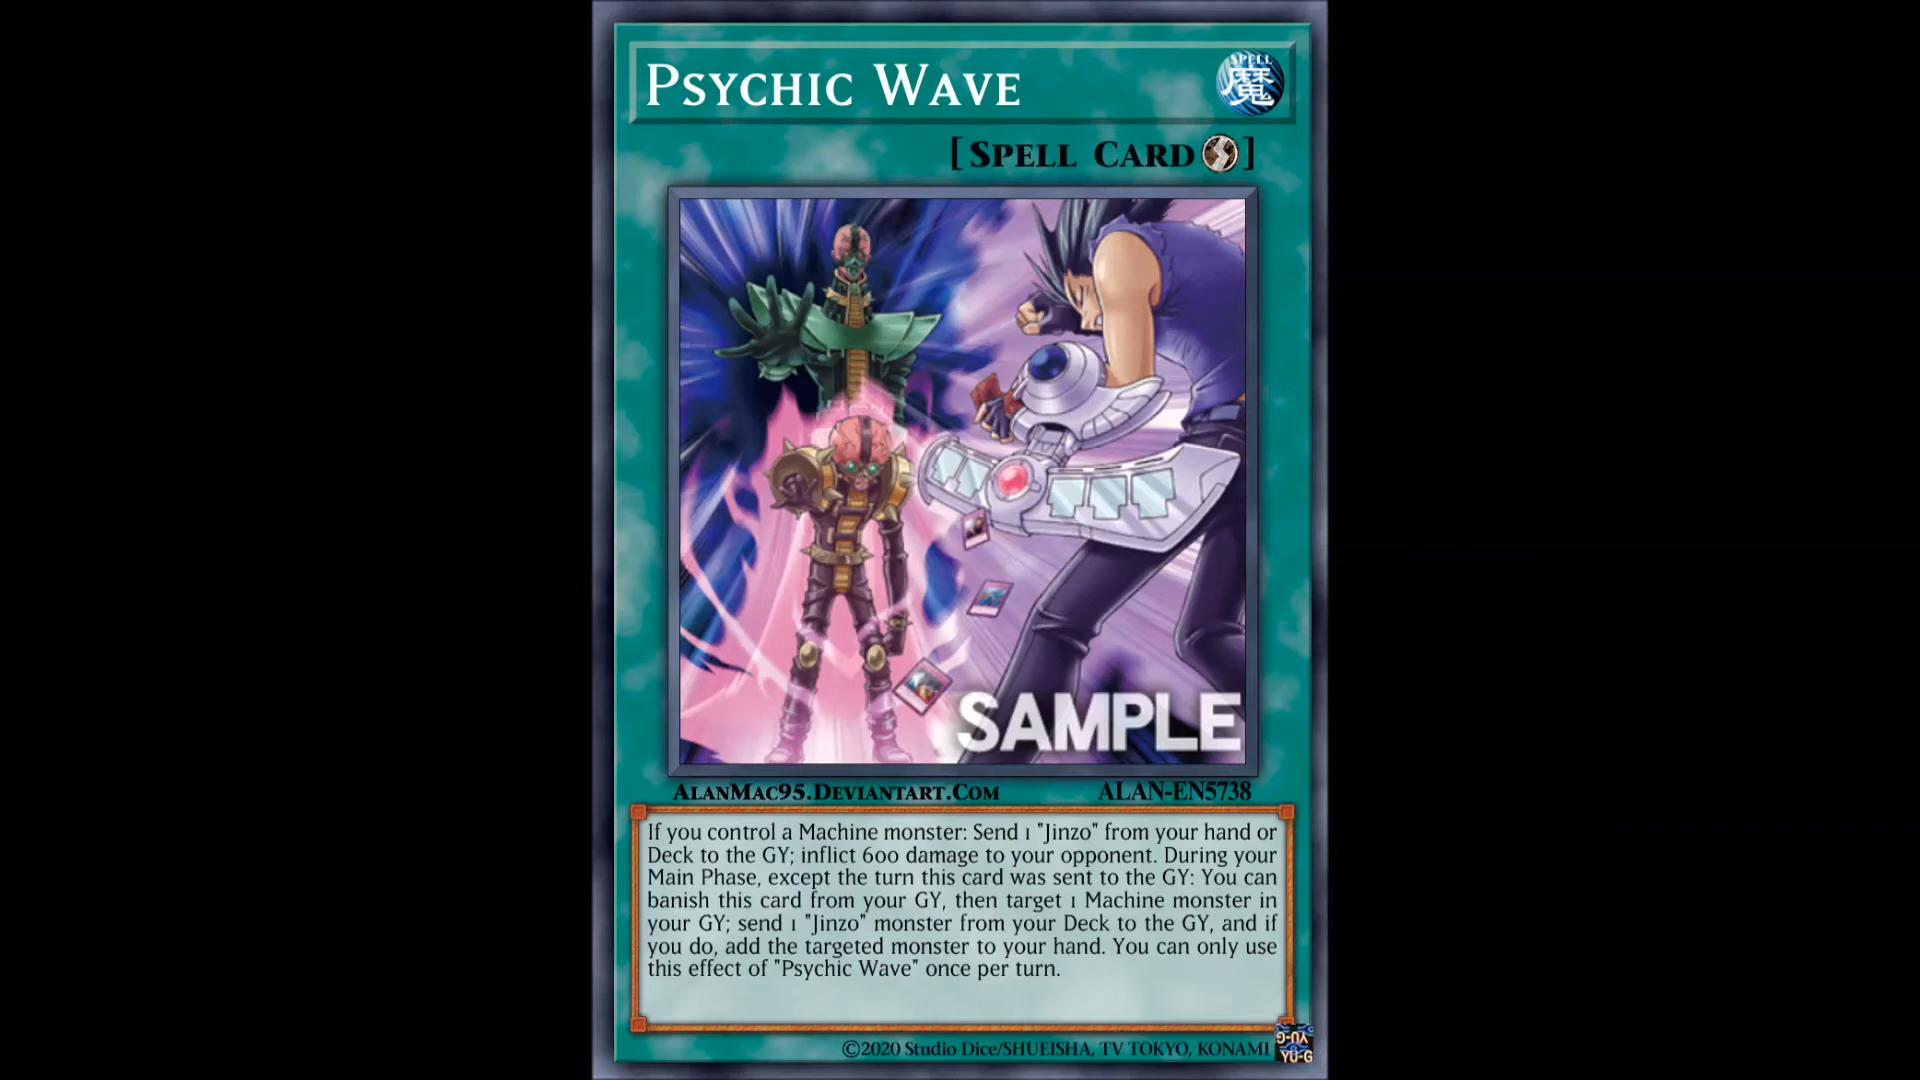 Psychic Wave
SPELL
魔
[Spell Card]
SAMPLE
AlanMac95.Deviantart.Com
ALAN-EN5738
If you control a Machine monster: Send 1 "Jinzo" from your hand or
Deck to the GY; inflict 600 damage to your opponent. During your
Main Phase, except the turn this card was sent to the GY: You can
banish this card from your GY, then target 1 Machine monster in
your GY; send 1 "Jinzo" monster from your Deck to the GY, and if
you do, add the targeted monster to your hand. You can only use
this effect of "Psychic Wave" once per turn.
©2020 Studio Dice/SHUEISHA, TV TOKYO, KONAMI